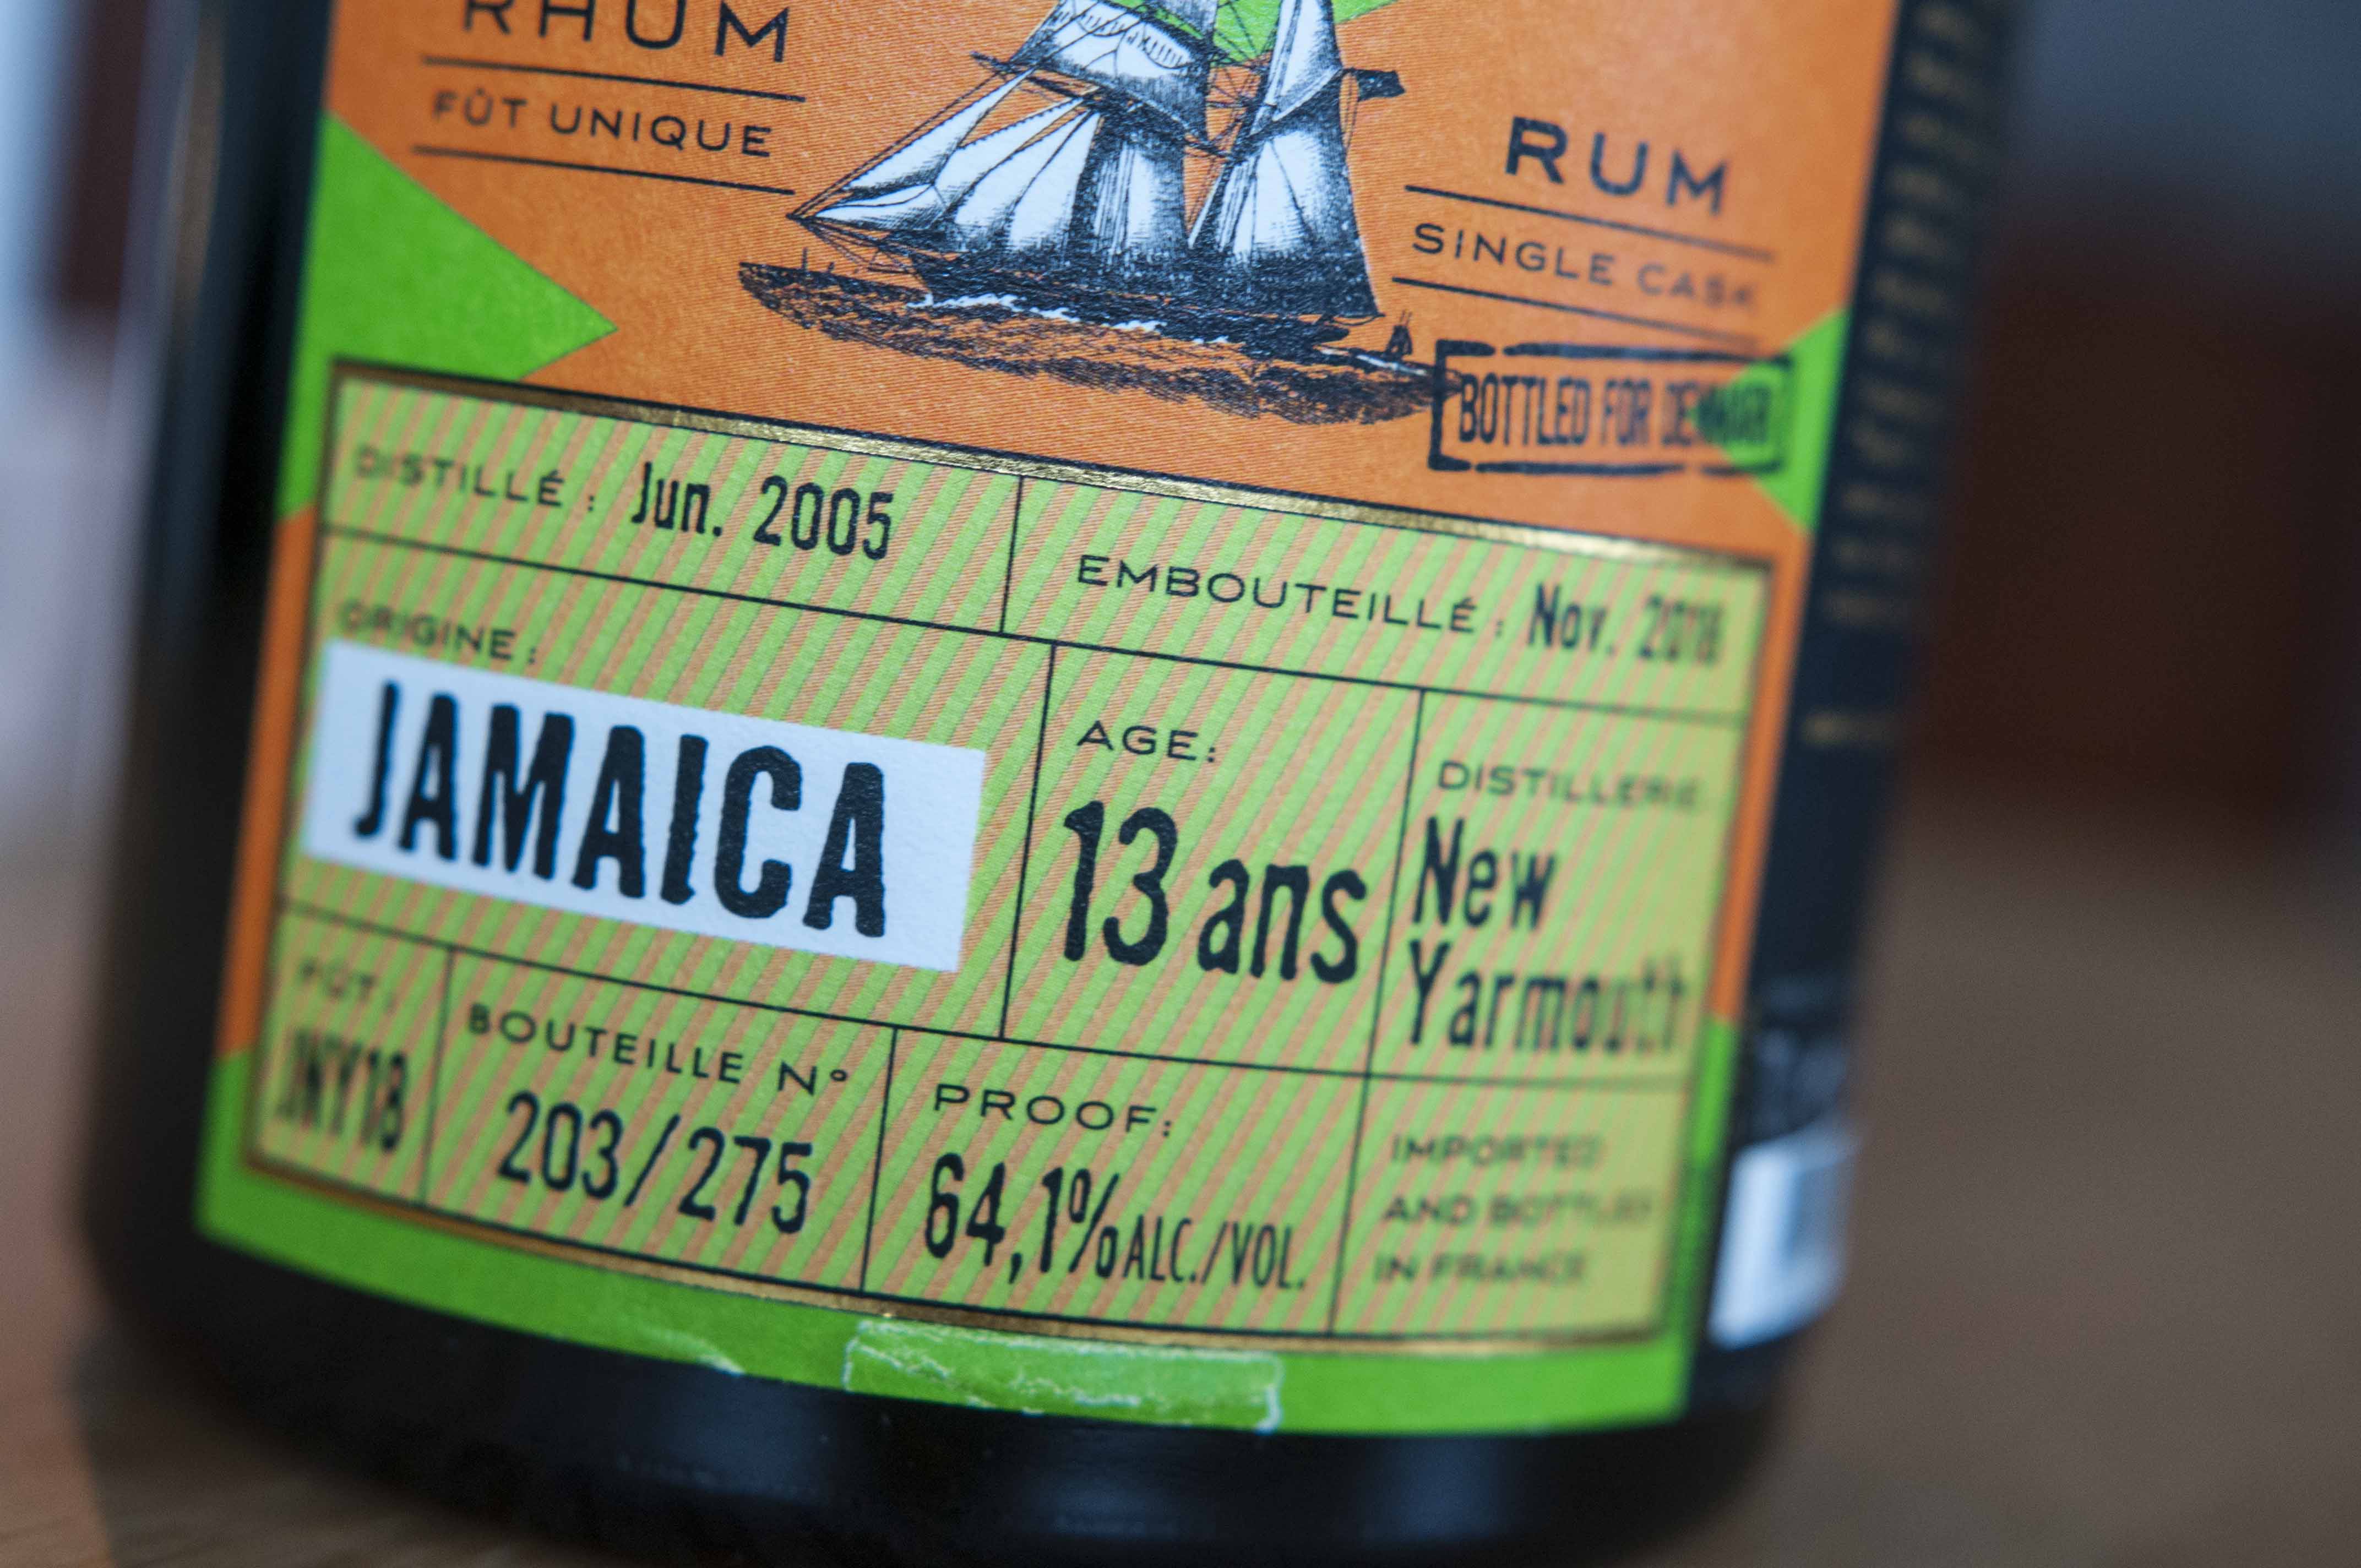 RHUM
FÛT UNIQUE
RUM
SINGLE CASK
BOTTLED FOR DENMARK
DISTILLÉ : Jun. 2005
EMBOUTEILLÉ : Nov. 2018
ORIGINE :
JAMAICA
AGE:
13 ans
DISTILLERIE
New
Yarmouth
FÛT:
JNY18
BOUTEILLE N°
203/275
PROOF:
64,1% ALC./VOL.
IMPORTED
AND BOTTLED
IN FRANCE